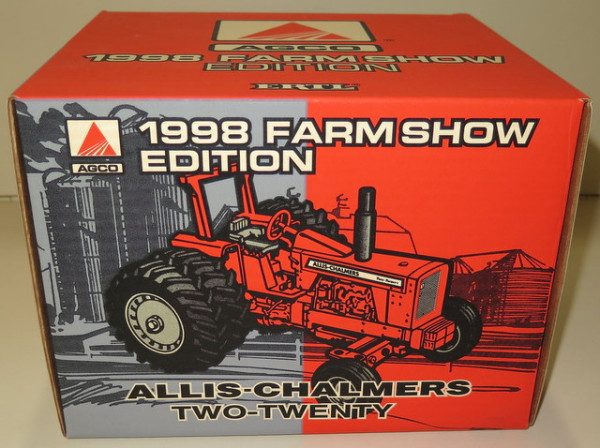 AGCO
1998 FARM SHOW
EDITION
ERTL
AGCO
1998 FARM SHOW
EDITION
ALLIS-CHALMERS
ALLIS-CHALMERS
TWO-TWENTY